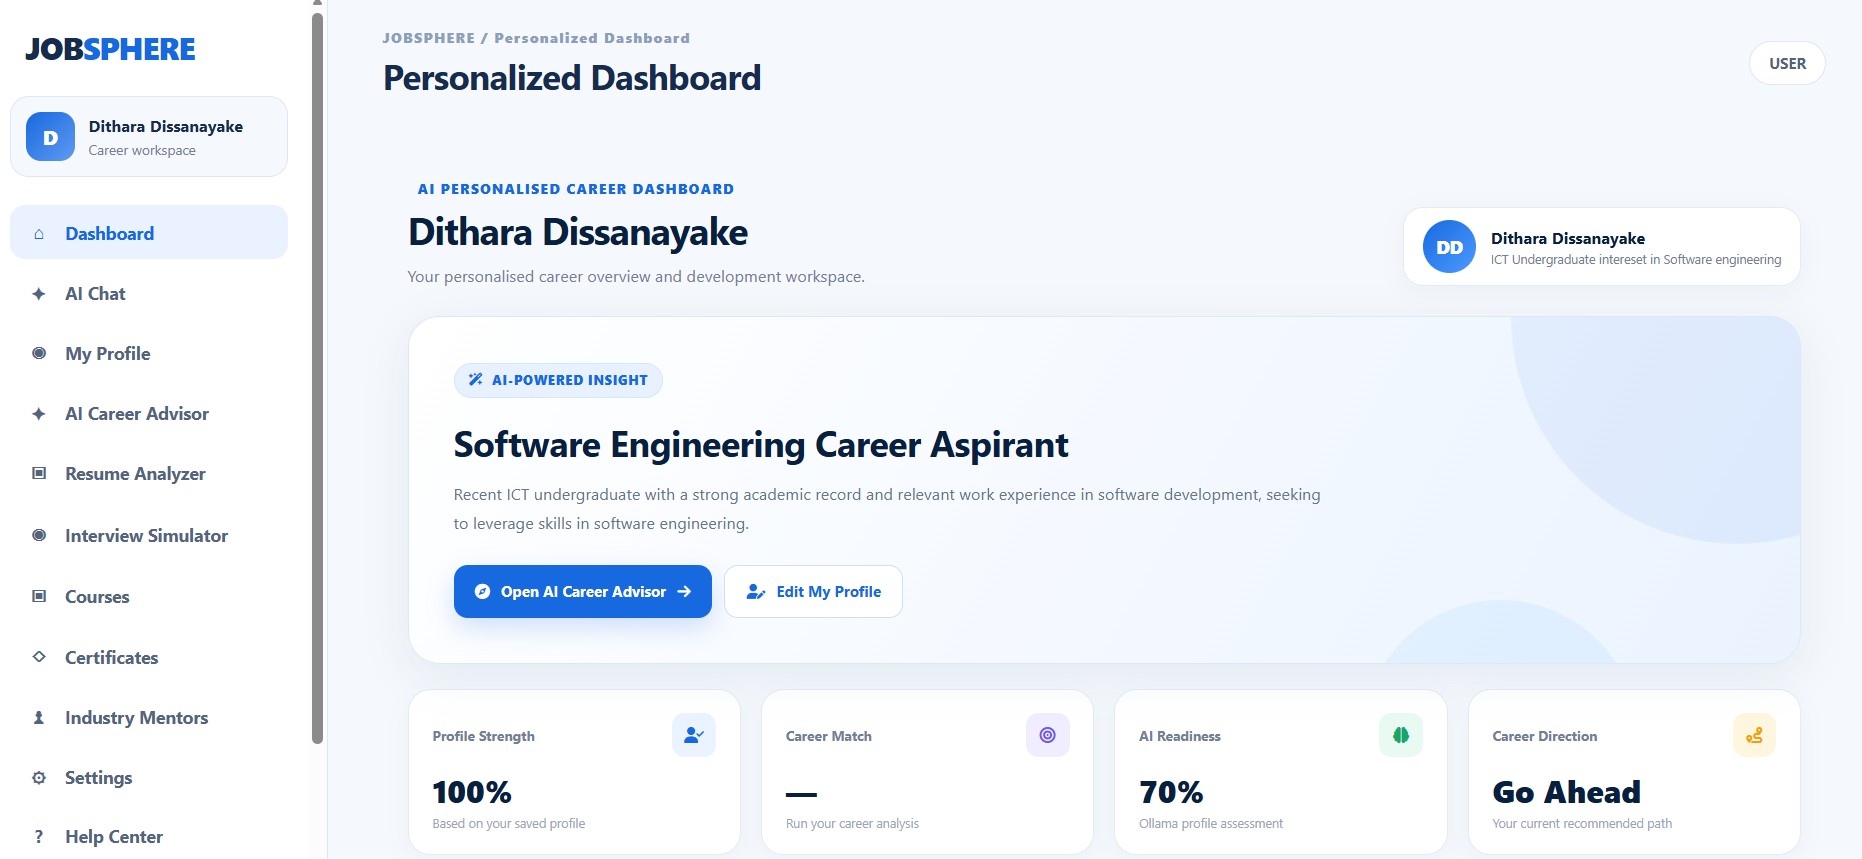 JOBSPHERE
D
Dithara Dissanayake
Career workspace
Dashboard
AI Chat
My Profile
AI Career Advisor
Resume Analyzer
Interview Simulator
Courses
Certificates
Industry Mentors
Settings
? Help Center
JOBSPHERE / Personalized Dashboard
Personalized Dashboard
USER
AI PERSONALISED CAREER DASHBOARD
Dithara Dissanayake
Your personalised career overview and development workspace.
DD
Dithara Dissanayake
ICT Undergraduate intereset in Software engineering
AI-POWERED INSIGHT
Software Engineering Career Aspirant
Recent ICT undergraduate with a strong academic record and relevant work experience in software development, seeking
to leverage skills in software engineering.
Open AI Career Advisor →
Edit My Profile
Profile Strength
100%
Based on your saved profile
Career Match
—
Run your career analysis
AI Readiness
70%
Ollama profile assessment
Career Direction
Go Ahead
Your current recommended path